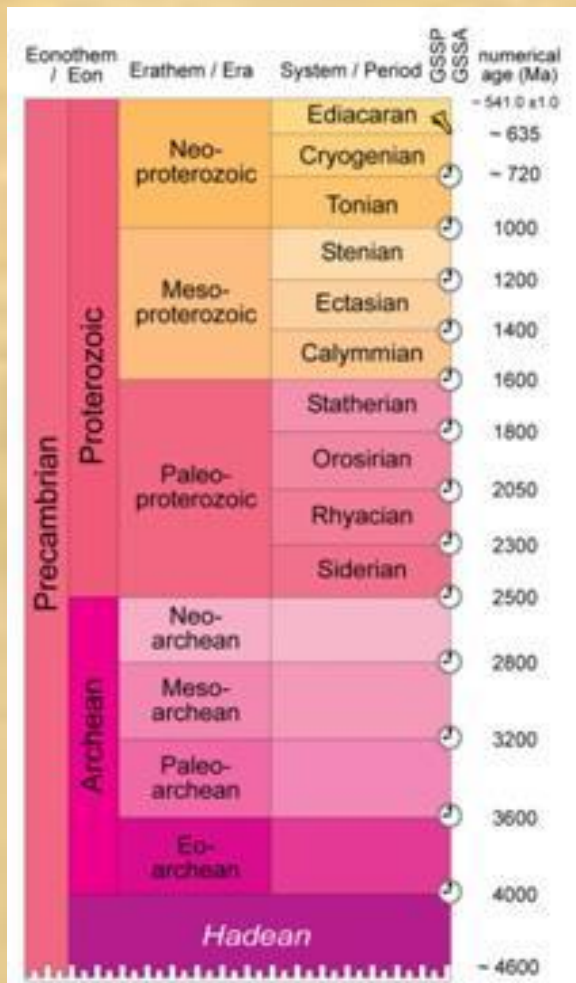 Eonothem / Eon Erathem / Era System / Period GSSP GSSA numerical age (Ma)
~ 541.0 ±1.0
Ediacaran
~ 635
Neo-
proterozoic
Cryogenian
~ 720
Tonian
1000
Stenian
1200
Meso-
proterozoic
Ectasian
1400
Calymmian
1600
Statherian
1800
Paleo-
proterozoic
Orosirian
2050
Rhyacian
2300
Siderian
2500
Proterozoic
Precambrian
Neo-
archean
2800
Meso-
archean
3200
Paleo-
archean
3600
Eo-
archean
4000
Archean
Hadean
~ 4600